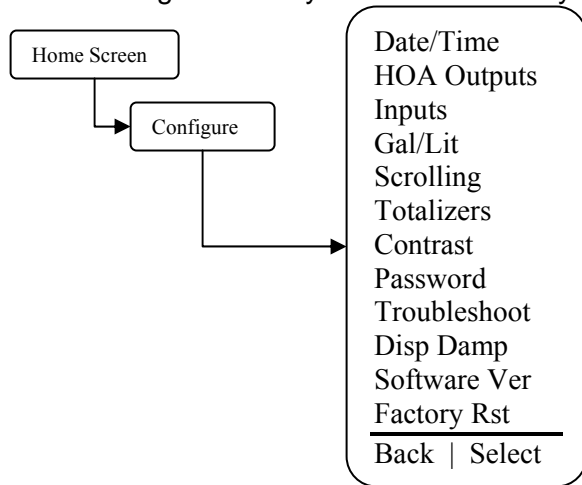 Home Screen
Configure
Date/Time
HOA Outputs
Inputs
Gal/Lit
Scrolling
Totalizers
Contrast
Password
Troubleshoot
Disp Damp
Software Ver
Factory Rst
Back | Select